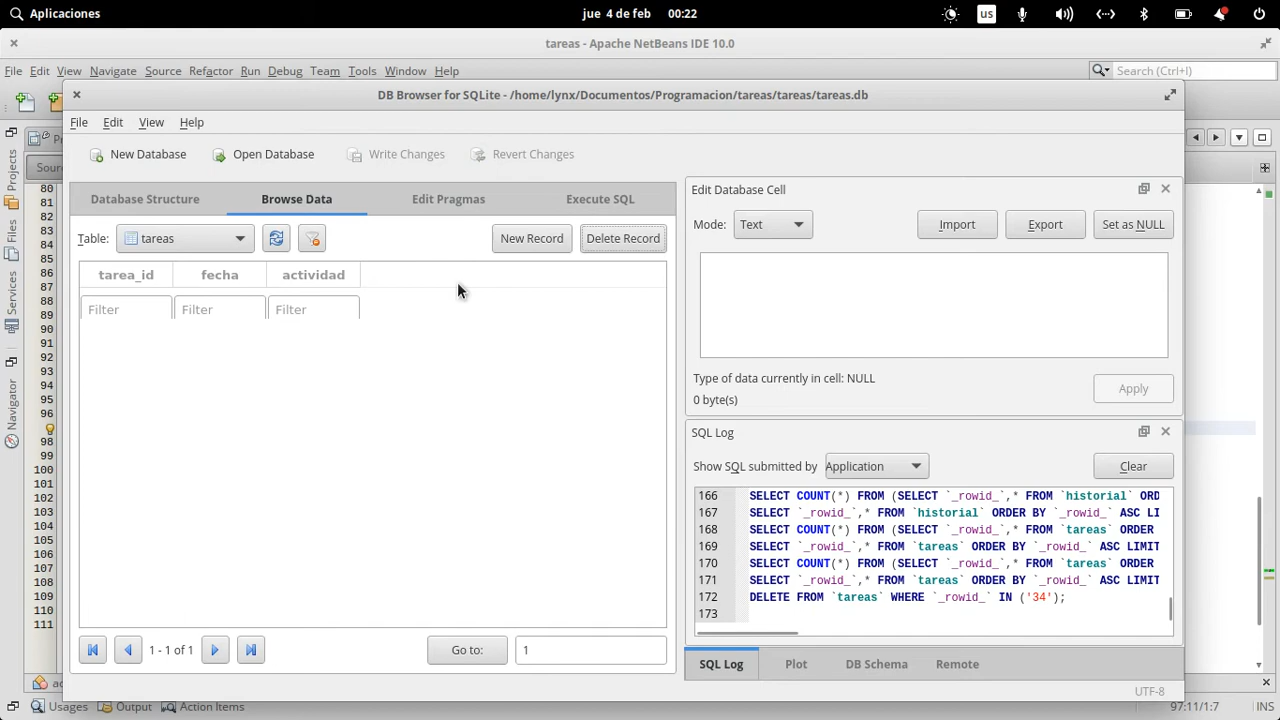 Aplicaciones
jue 4 de feb 00:22
us
tareas - Apache NetBeans IDE 10.0
File Edit View Navigate Source Refactor Run Debug Team Tools Window Help
Search (Ctrl+I)
DB Browser for SQLite - /home/lynx/Documentos/Programacion/tareas/tareas/tareas.db
File Edit View Help
New Database Open Database Write Changes Revert Changes
Database Structure Browse Data Edit Pragmas Execute SQL
Table: tareas New Record Delete Record
tarea_id fecha actividad
Filter Filter Filter
1 - 1 of 1 Go to: 1
Edit Database Cell
Mode: Text Import Export Set as NULL
Type of data currently in cell: NULL
0 byte(s)
Apply
SQL Log
Show SQL submitted by Application Clear
166 SELECT COUNT(*) FROM (SELECT `_rowid_`,* FROM `historial` ORD
167 SELECT `_rowid_`,* FROM `historial` ORDER BY `_rowid_` ASC LI
168 SELECT COUNT(*) FROM (SELECT `_rowid_`,* FROM `tareas` ORDER
169 SELECT `_rowid_`,* FROM `tareas` ORDER BY `_rowid_` ASC LIMIT
170 SELECT COUNT(*) FROM (SELECT `_rowid_`,* FROM `tareas` ORDER
171 SELECT `_rowid_`,* FROM `tareas` ORDER BY `_rowid_` ASC LIMIT
172 DELETE FROM `tareas` WHERE `_rowid_` IN ('34');
173
SQL Log Plot DB Schema Remote
UTF-8
Projects
Files
Services
Navigator
Sour
80
81
82
83
84
85
86
87
88
89
90
91
92
93
94
95
96
98
99
100
101
102
103
104
105
106
107
108
109
110
111
Usages Output Action Items
97:11/1:7 INS